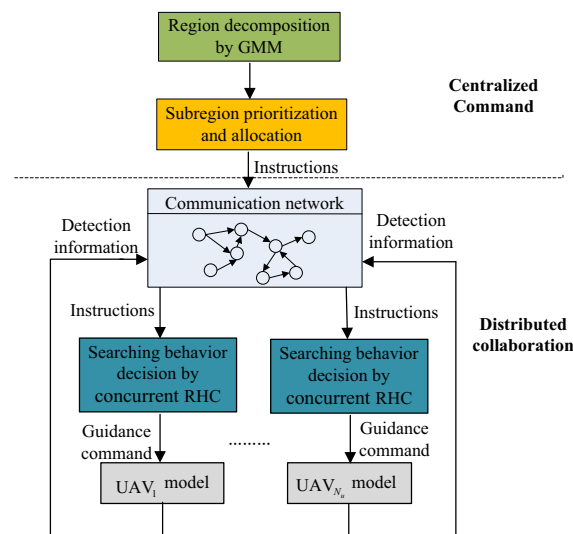 Region decomposition
by GMM
Centralized
Command
Subregion prioritization
and allocation
Instructions
Communication network
Detection
information
Detection
information
Instructions
Instructions
Distributed
collaboration
Searching behavior
decision by
concurrent RHC
Searching behavior
decision by
concurrent RHC
Guidance
command
.........
Guidance
command
UAV₁ model
UAV_{N_u} model